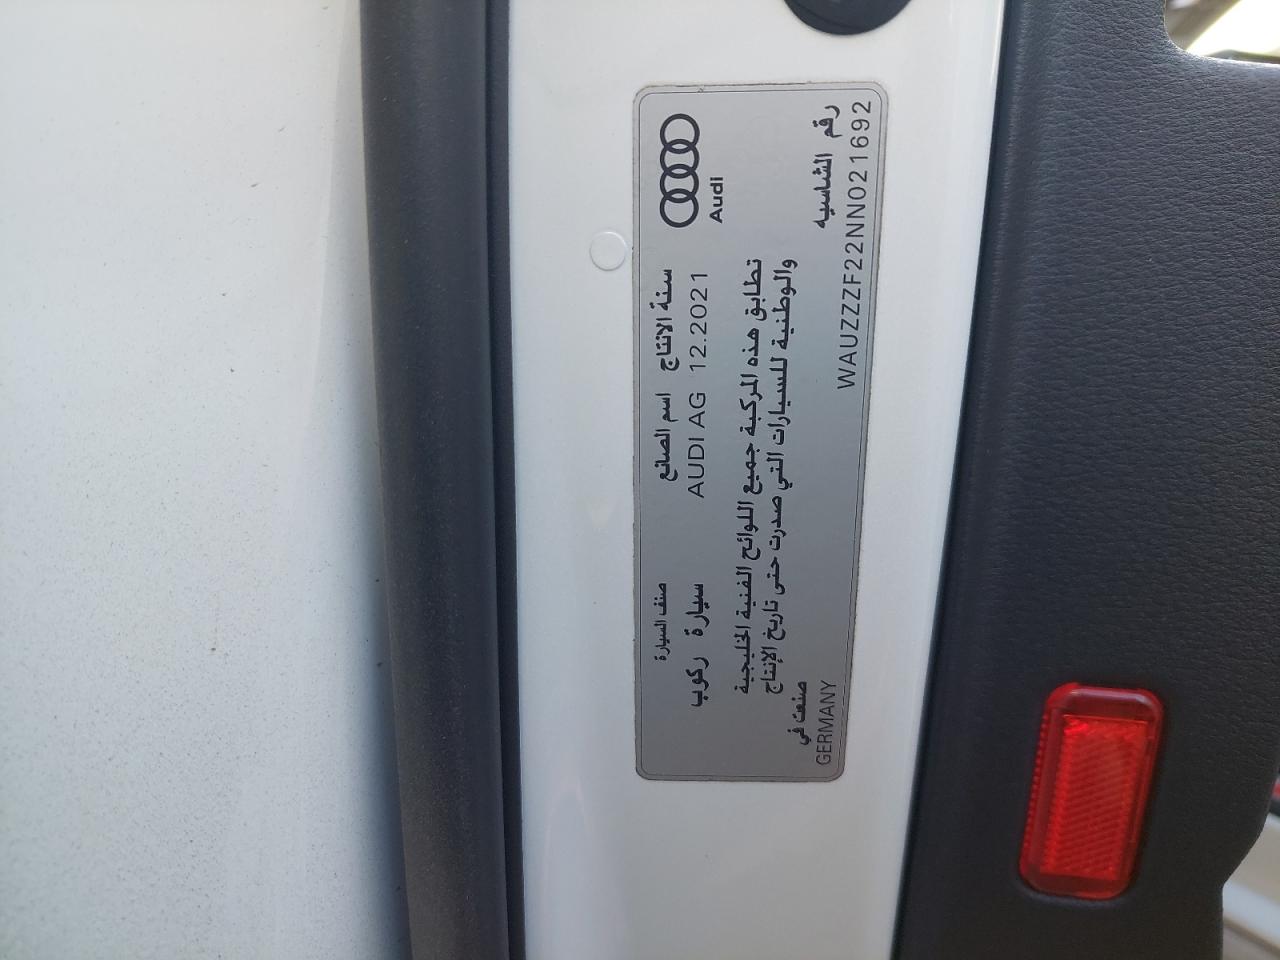 Audi
سنة الانتاج
12.2021
اسم الصانع
AUDI AG
صنف السيارة
سيارة ركوب
تطابق هذه المركبة جميع اللوائح الفنية الخليجية
والوطنية للسيارات التي صدرت حتى تاريخ الإنتاج
رقم الشاسيه
WAUZZZF22NN021692
صنعت في
GERMANY